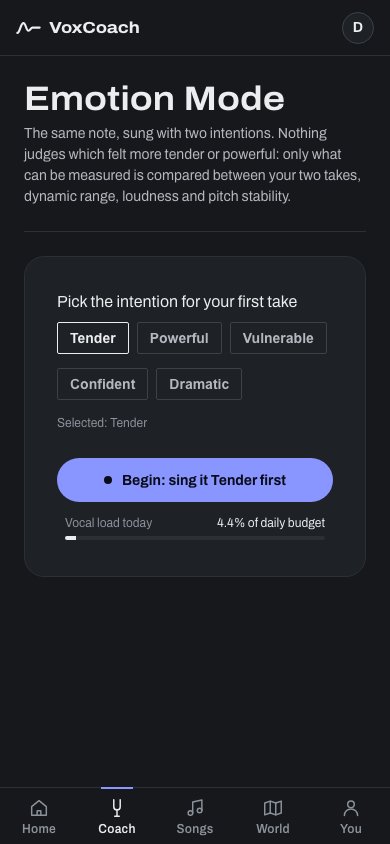 VoxCoach
D
Emotion Mode
The same note, sung with two intentions. Nothing
judges which felt more tender or powerful: only what
can be measured is compared between your two takes,
dynamic range, loudness and pitch stability.
Pick the intention for your first take
Tender Powerful Vulnerable
Confident Dramatic
Selected: Tender
Begin: sing it Tender first
Vocal load today 4.4% of daily budget
Home Coach Songs World You